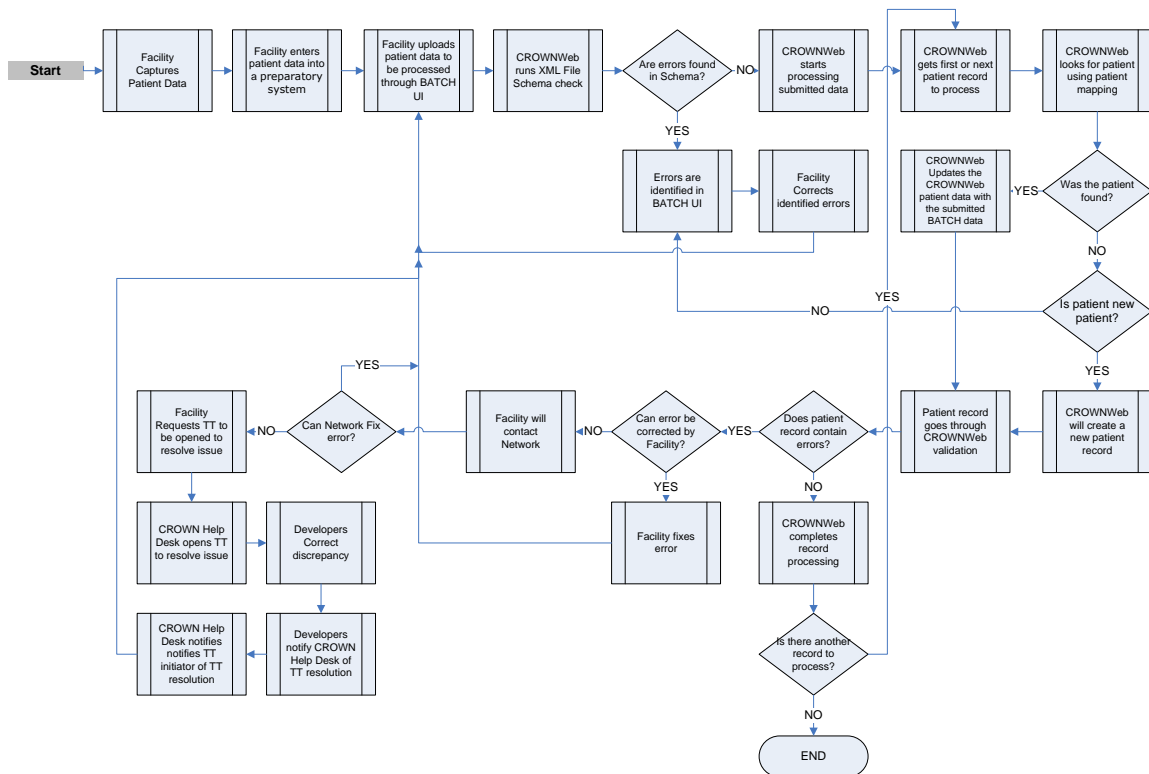 Start
Facility
Captures
Patient Data
Facility enters
patient data into
a preparatory
system
Facility uploads
patient data to
be processed
through BATCH
UI
CROWNWeb
runs XML File
Schema check
Are errors found
in Schema?
NO
CROWNWeb
starts
processing
submitted data
CROWNWeb
gets first or next
patient record
to process
CROWNWeb
looks for patient
using patient
mapping
YES
Errors are
identified in
BATCH UI
Facility
Corrects
identified errors
CROWNWeb
Updates the
CROWNWeb
patient data with
the submitted
BATCH data
YES
Was the patient
found?
NO
YES
Is patient new
patient?
NO
YES
YES
Facility
Requests TT to
be opened to
resolve issue
NO
Can Network Fix
error?
Facility will
contact
Network
NO
Can error be
corrected by
Facility?
YES
Does patient
record contain
errors?
Patient record
goes through
CROWNWeb
validation
CROWNWeb
will create a
new patient
record
YES
NO
CROWN Help
Desk opens TT
to resolve issue
Developers
Correct
discrepancy
Facility fixes
error
CROWNWeb
completes
record
processing
CROWN Help
Desk notifies
notifies TT
initiator of TT
resolution
Developers
notify CROWN
Help Desk of
TT resolution
Is there another
record to
process?
NO
END